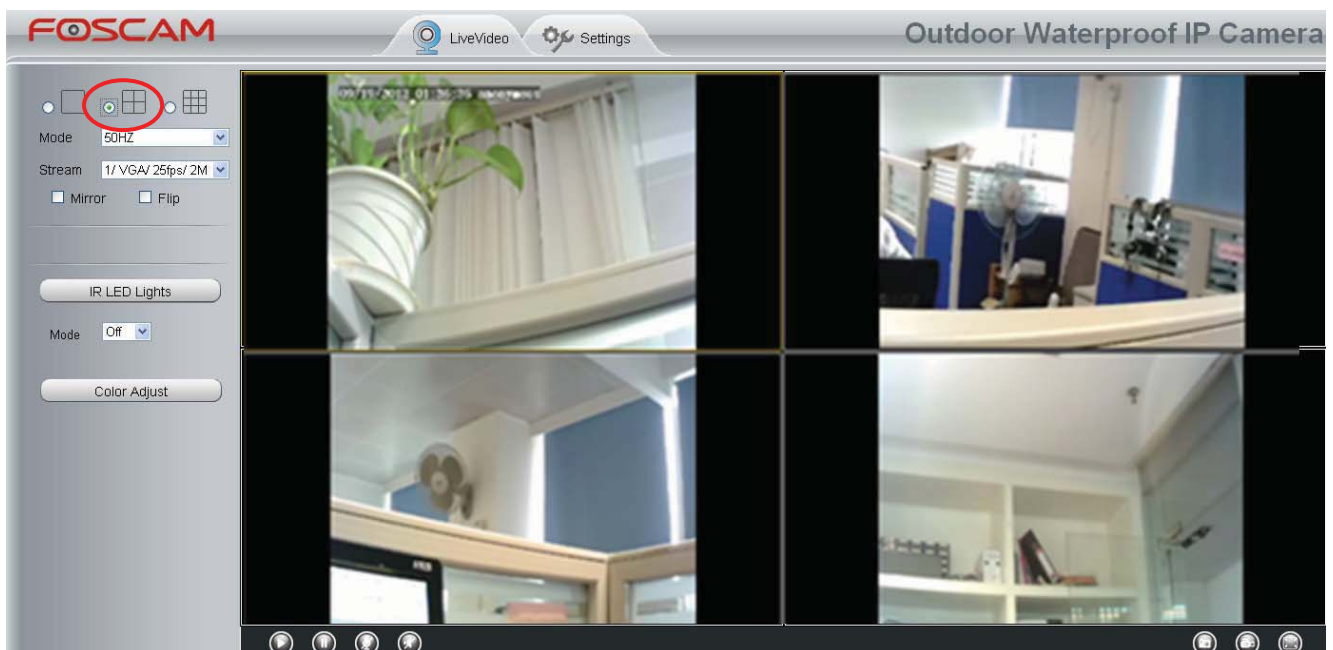 FOSCAM
LiveVideo
Settings
Outdoor Waterproof IP Camera
Mode
50HZ
Stream
1/ VGA/ 25fps/ 2M
Mirror
Flip
IR LED Lights
Mode
Off
Color Adjust